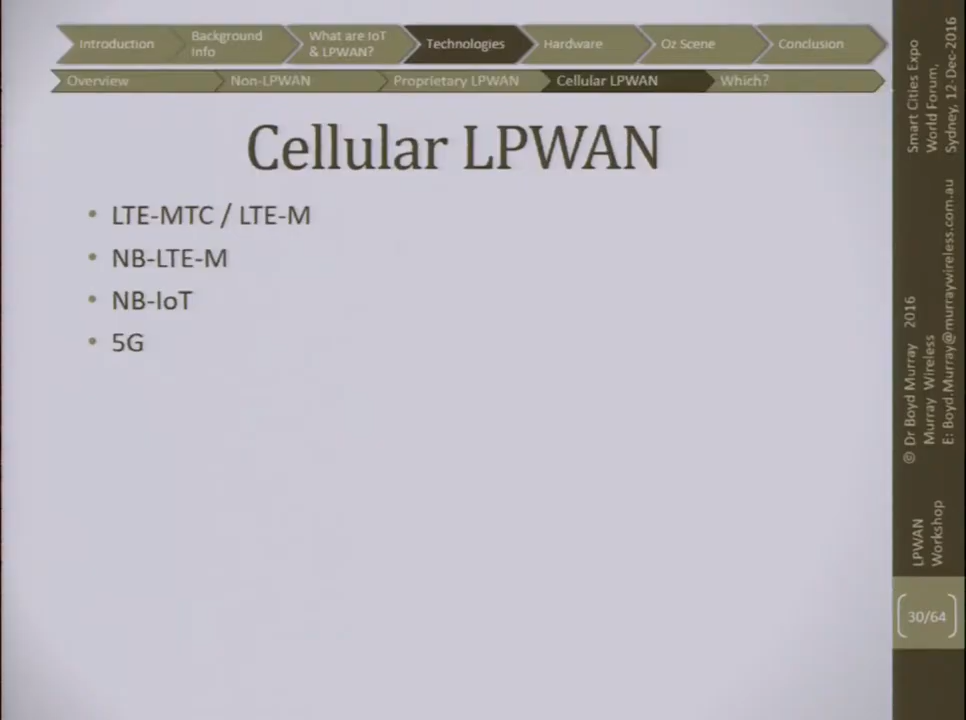 Introduction
Background
Info
What are IoT
& LPWAN?
Technologies
Hardware
Oz Scene
Conclusion
Overview
Non-LPWAN
Proprietary LPWAN
Cellular LPWAN
Which?
Cellular LPWAN
• LTE-MTC / LTE-M
• NB-LTE-M
• NB-IoT
• 5G
Smart Cities Expo
World Forum,
Sydney, 12-Dec-2016
© Dr Boyd Murray 2016
Murray Wireless
E: Boyd.Murray@murraywireless.com.au
LPWAN
Workshop
30/64